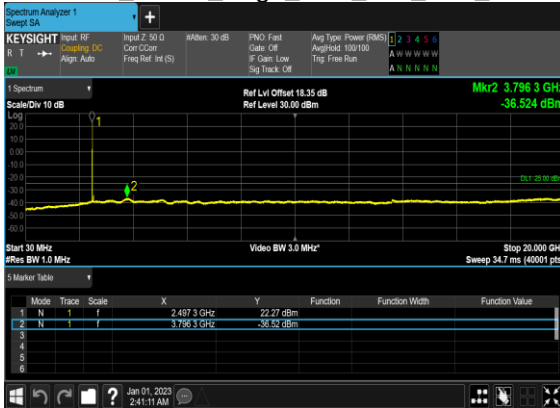 Spectrum Analyzer 1
Swept SA
+
KEYSIGHT Input: RF Input Z: 50 Ω #Atten: 30 dB PNO: Fast Avg Type: Power (RMS) 1 2 3 4 5 6
R T Coupling: DC Corr CCorr Gate: Off Avg|Hold: 100/100 A W W W W W
Align: Auto Freq Ref: Int (S) IF Gain: Low Trig: Free Run
Sig Track: Off A N N N N N
1 Spectrum
Scale/Div 10 dB
Ref Lvl Offset 18.35 dB
Ref Level 30.00 dBm
Mkr2 3.796 3 GHz
-36.524 dBm
Log
20.0
10.0
0.00
-10.0
-20.0
-30.0
-40.0
-50.0
-60.0
1
2
DL1 -25.00 dBm
Start 30 MHz Video BW 3.0 MHz* Stop 20.000 GH
#Res BW 1.0 MHz Sweep 34.7 ms (40001 pts
5 Marker Table
Mode Trace Scale X Y Function Function Width Function Value
1 N 1 f 2.497 3 GHz 22.27 dBm
2 N 1 f 3.796 3 GHz -36.52 dBm
3
4
5
6
? Jan 01, 2023
2:41:11 AM